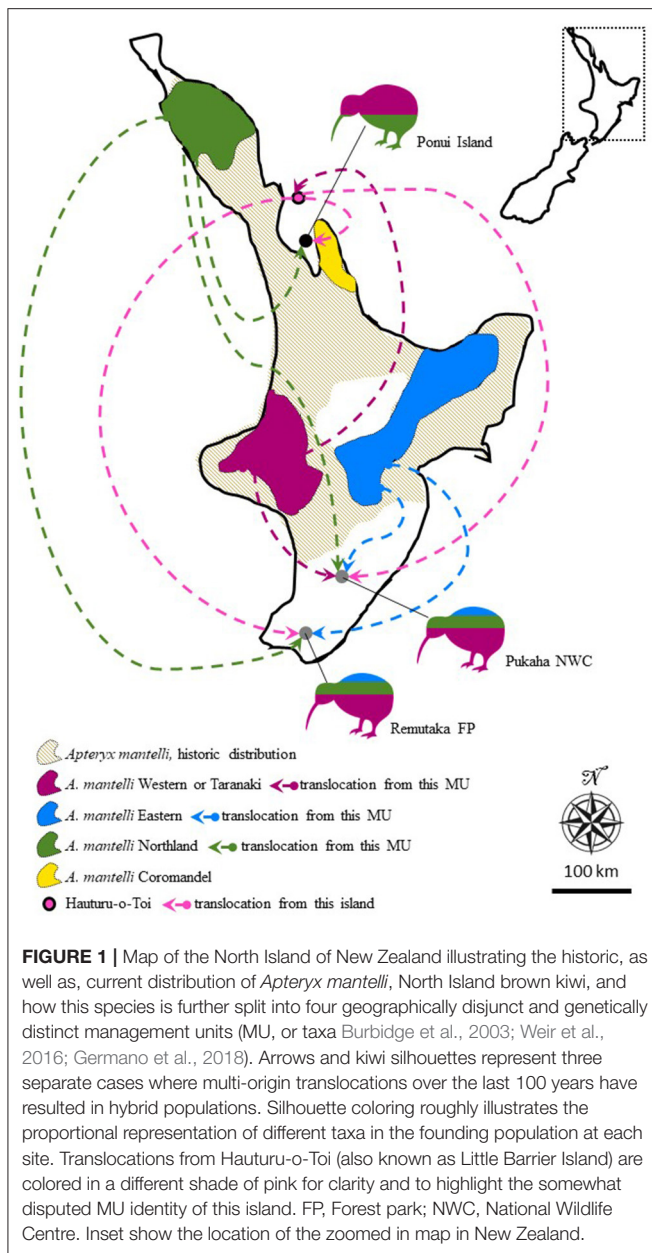 Ponui Island
Pukaha NWC
Remutaka FP
Apteryx mantelli, historic distribution
A. mantelli Western or Taranaki translocation from this MU
A. mantelli Eastern translocation from this MU
A. mantelli Northland translocation from this MU
A. mantelli Coromandel
Hauturu-o-Toi translocation from this island
N
100 km
FIGURE 1 | Map of the North Island of New Zealand illustrating the historic, as
well as, current distribution of Apteryx mantelli, North Island brown kiwi, and
how this species is further split into four geographically disjunct and genetically
distinct management units (MU, or taxa Burbidge et al., 2003; Weir et al.,
2016; Germano et al., 2018). Arrows and kiwi silhouettes represent three
separate cases where multi-origin translocations over the last 100 years have
resulted in hybrid populations. Silhouette coloring roughly illustrates the
proportional representation of different taxa in the founding population at each
site. Translocations from Hauturu-o-Toi (also known as Little Barrier Island) are
colored in a different shade of pink for clarity and to highlight the somewhat
disputed MU identity of this island. FP, Forest park; NWC, National Wildlife
Centre. Inset show the location of the zoomed in map in New Zealand.